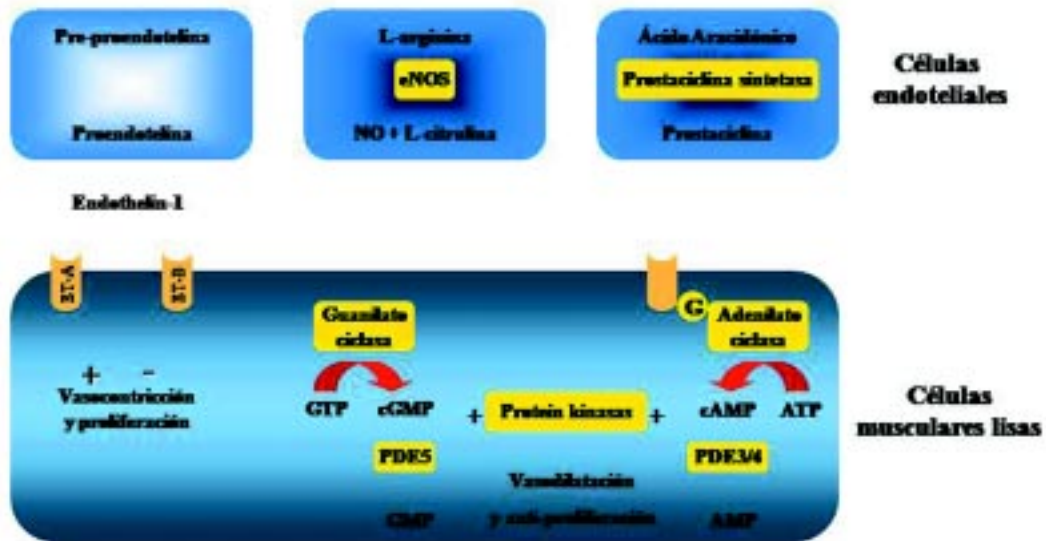 Pre-proendotelina
Proendotelina
L-arginina
eNOS
NO + L-citrulina
Ácido Aracidónico
Prostaciclina sintetasa
Prostaciclina
Células
endoteliales
Endothelin-1
ET-A
ET-B
G
Guanilato
ciclasa
Adenilato
ciclasa
+ -
Vasocontricción
y proliferación
GTP cGMP
+ Protein kinasas +
cAMP ATP
PDE5
PDE3/4
Vasodilatación
y anti-proliferación
GMP
AMP
Células
musculares lisas